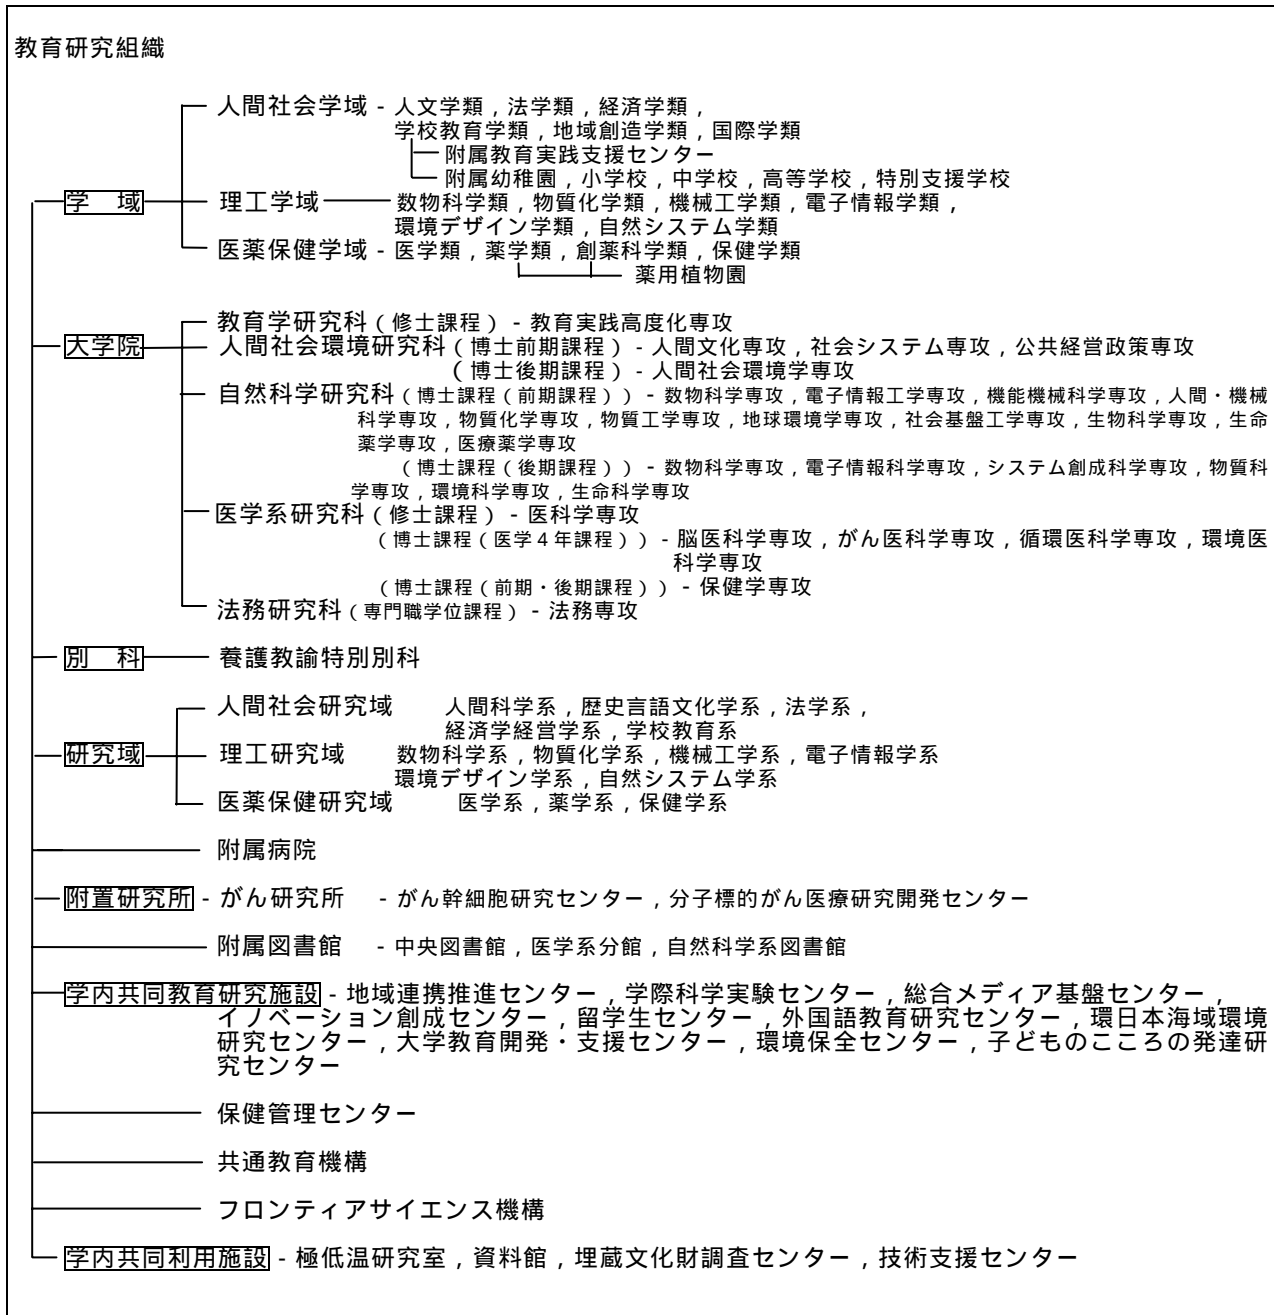 教育研究組織
人間社会学域 - 人文学類，法学類，経済学類，
学校教育学類，地域創造学類，国際学類
附属教育実践支援センター
附属幼稚園，小学校，中学校，高等学校，特別支援学校
学　域　理工学域　数物科学類，物質化学類，機械工学類，電子情報学類，
環境デザイン学類，自然システム学類
医薬保健学域 - 医学類，薬学類，創薬科学類，保健学類
薬用植物園
教育学研究科（修士課程）- 教育実践高度化専攻
大学院　人間社会環境研究科（博士前期課程）- 人間文化専攻，社会システム専攻，公共経営政策専攻
（博士後期課程）- 人間社会環境学専攻
自然科学研究科（博士課程（前期課程））- 数物科学専攻，電子情報工学専攻，機能機械科学専攻，人間・機械
科学専攻，物質化学専攻，物質工学専攻，地球環境学専攻，社会基盤工学専攻，生物科学専攻，生命
薬学専攻，医療薬学専攻
（博士課程（後期課程））- 数物科学専攻，電子情報科学専攻，システム創成科学専攻，物質科
学専攻，環境科学専攻，生命科学専攻
医学系研究科（修士課程）- 医科学専攻
（博士課程（医学４年課程））- 脳医科学専攻，がん医科学専攻，循環医科学専攻，環境医
科学専攻
（博士課程（前期・後期課程））- 保健学専攻
法務研究科（専門職学位課程）- 法務専攻
別　科　養護教諭特別別科
人間社会研究域　人間科学系，歴史言語文化学系，法学系，
経済学経営学系，学校教育系
研究域　理工研究域　数物科学系，物質化学系，機械工学系，電子情報学系
環境デザイン学系，自然システム学系
医薬保健研究域　医学系，薬学系，保健学系
附属病院
附置研究所 - がん研究所　- がん幹細胞研究センター，分子標的がん医療研究開発センター
附属図書館　- 中央図書館，医学系分館，自然科学系図書館
学内共同教育研究施設 - 地域連携推進センター，学際科学実験センター，総合メディア基盤センター，
イノベーション創成センター，留学生センター，外国語教育研究センター，環日本海域環境
研究センター，大学教育開発・支援センター，環境保全センター，子どものこころの発達研
究センター
保健管理センター
共通教育機構
フロンティアサイエンス機構
学内共同利用施設 - 極低温研究室，資料館，埋蔵文化財調査センター，技術支援センター